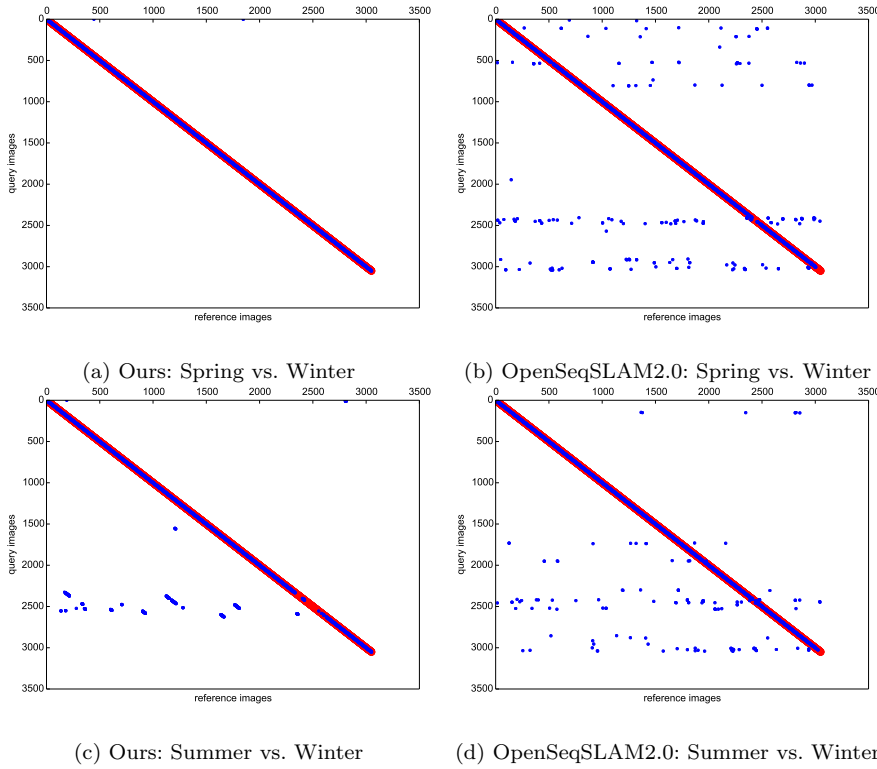 0 500 1000 1500 2000 2500 3000 3500
0
500
1000
1500
2000
2500
3000
3500
query images
reference images
(a) Ours: Spring vs. Winter
0 500 1000 1500 2000 2500 3000 3500
0
500
1000
1500
2000
2500
3000
3500
query images
reference images
(b) OpenSeqSLAM2.0: Spring vs. Winter
0 500 1000 1500 2000 2500 3000 3500
0
500
1000
1500
2000
2500
3000
3500
query images
reference images
(c) Ours: Summer vs. Winter
0 500 1000 1500 2000 2500 3000 3500
0
500
1000
1500
2000
2500
3000
3500
query images
reference images
(d) OpenSeqSLAM2.0: Summer vs. Winter